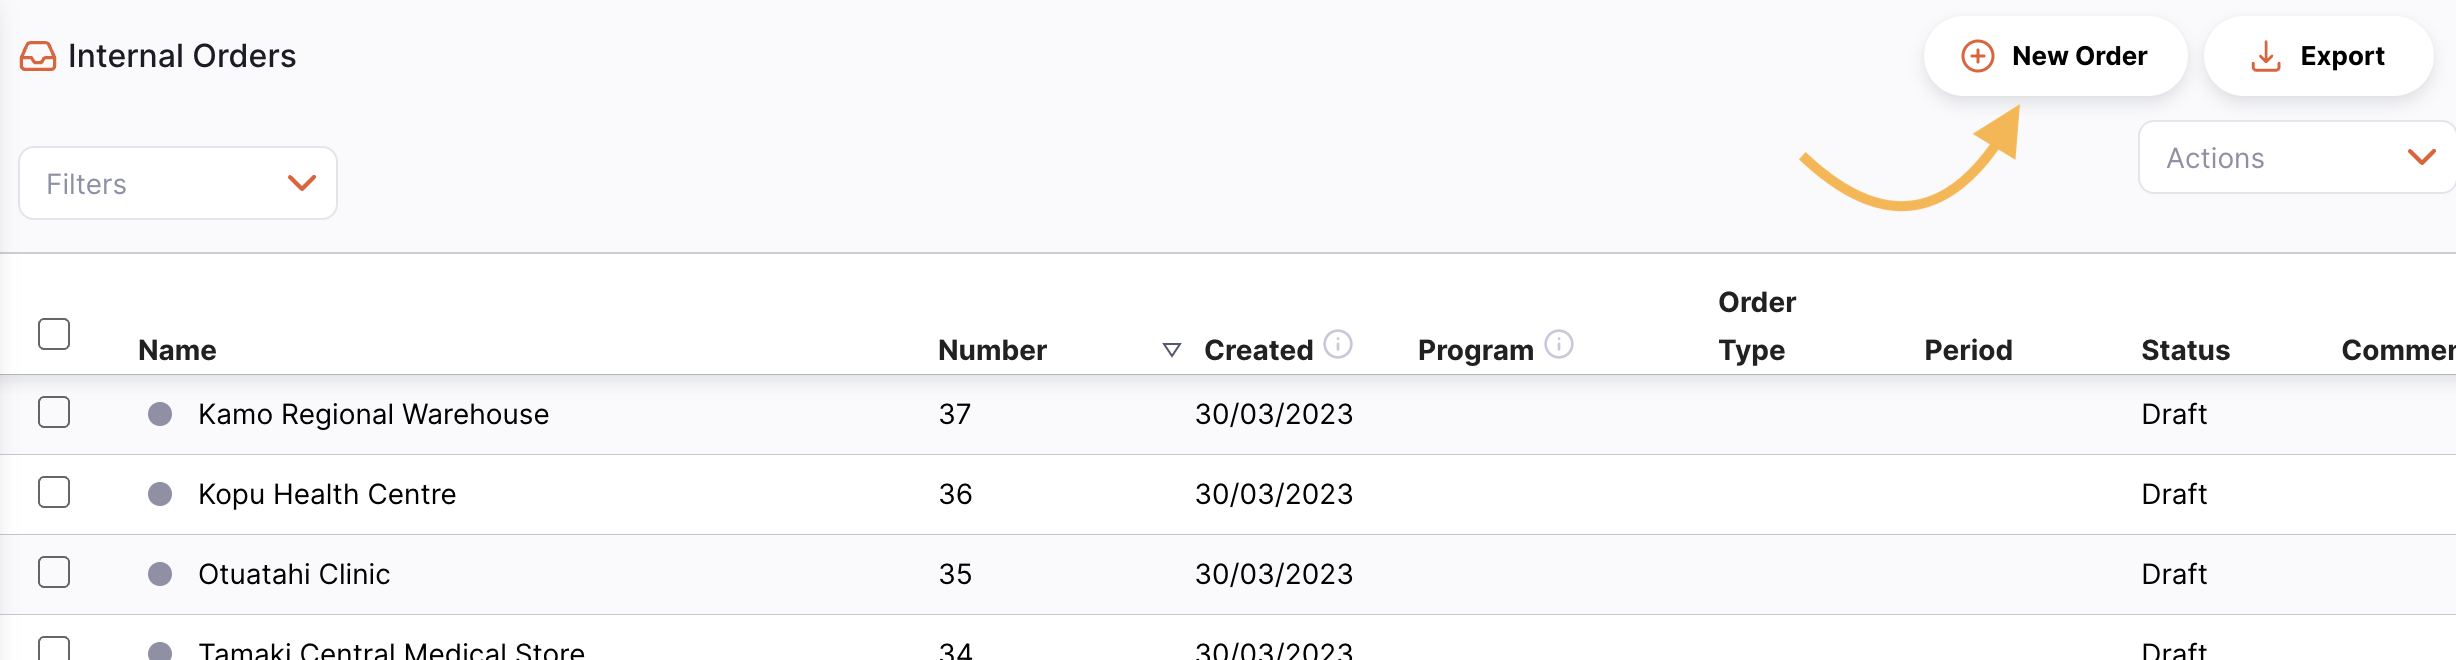 Internal Orders
New Order
Export
Filters
Actions
Name Number Created Program Order Type Period Status Commen
Kamo Regional Warehouse 37 30/03/2023 Draft
Kopu Health Centre 36 30/03/2023 Draft
Otuatahi Clinic 35 30/03/2023 Draft
Tamaki Central Medical Store 34 30/03/2023 Draft